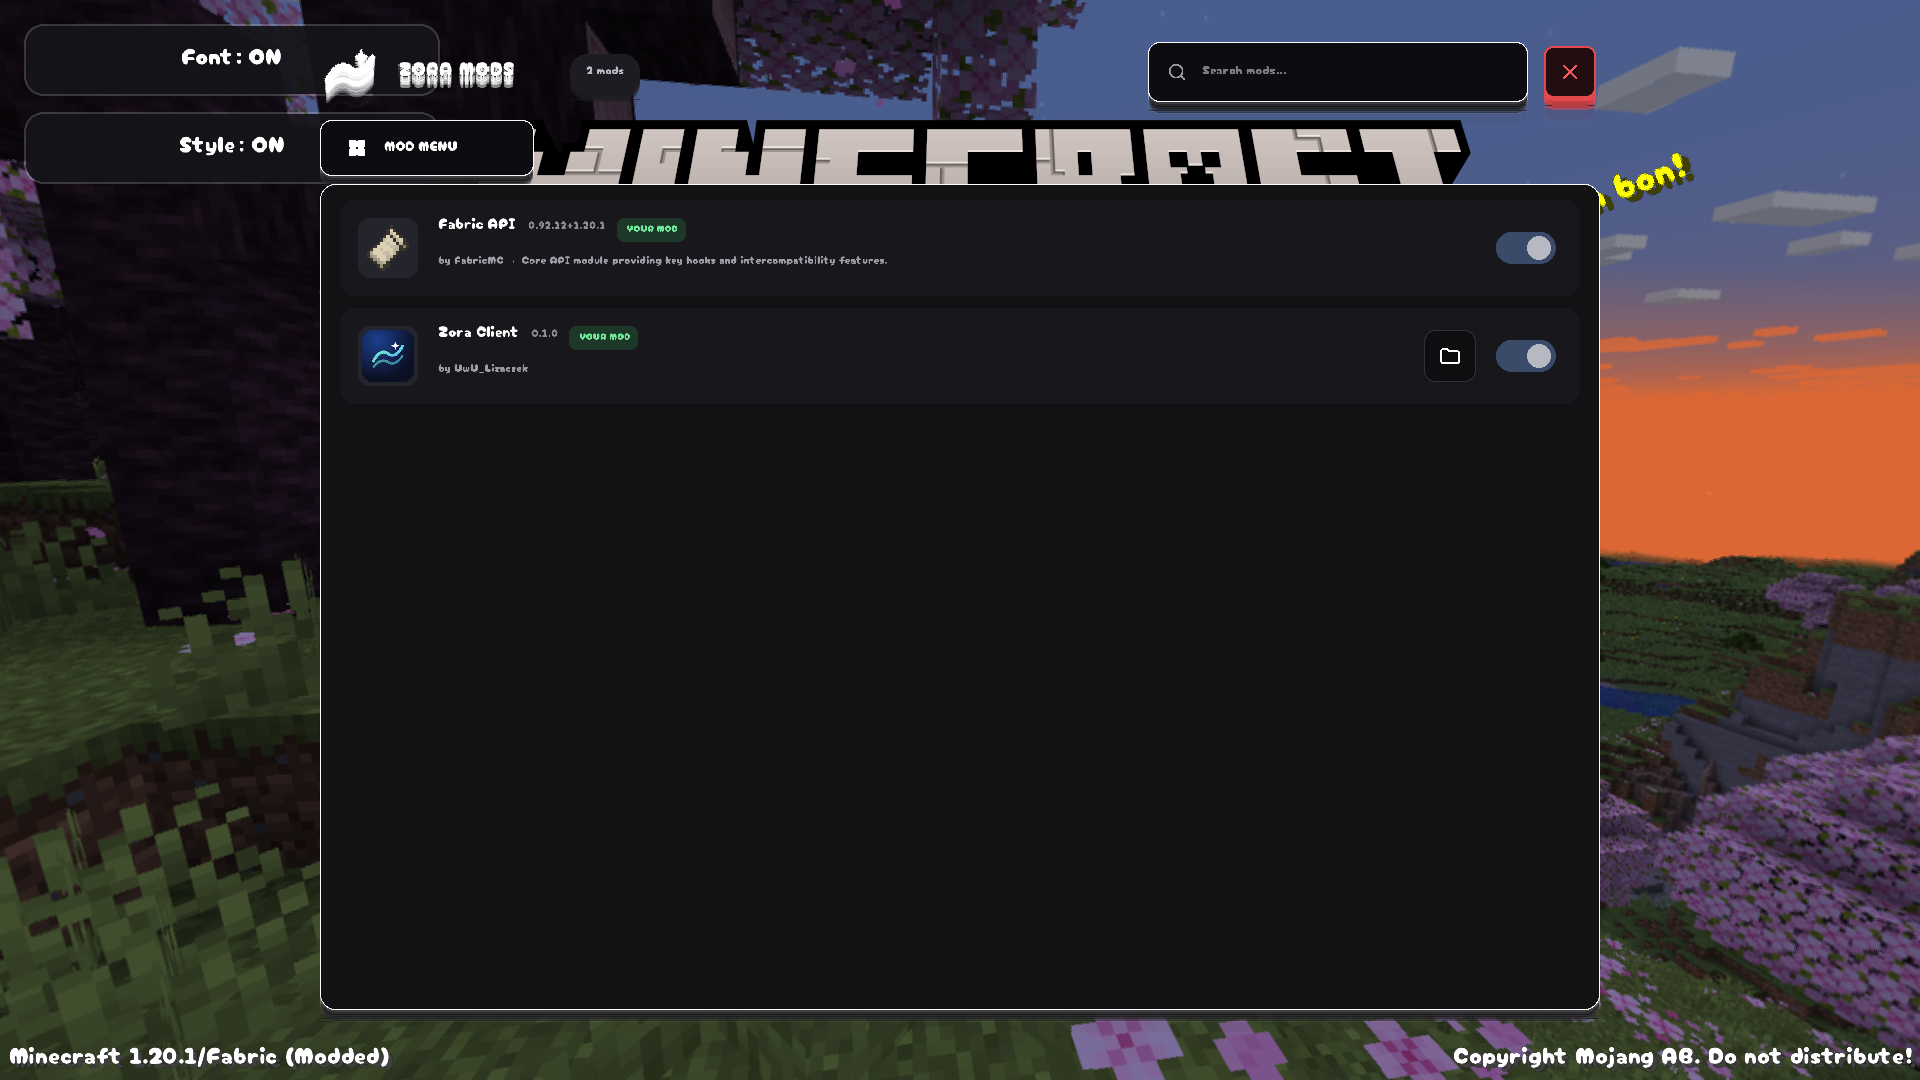 Font: ON
ZORA MODS
2 mods
Search mods...
Style: ON
MOD MENU
MINECRAFT
bon!
Fabric API 0.92.12+1.20.1 YOUR MOD
by FabricMC · Core API module providing key hooks and intercompatibility features.
Zora Client 0.1.0 YOUR MOD
by UwU_Lizaczek
Minecraft 1.20.1/Fabric (Modded)
Copyright Mojang AB. Do not distribute!